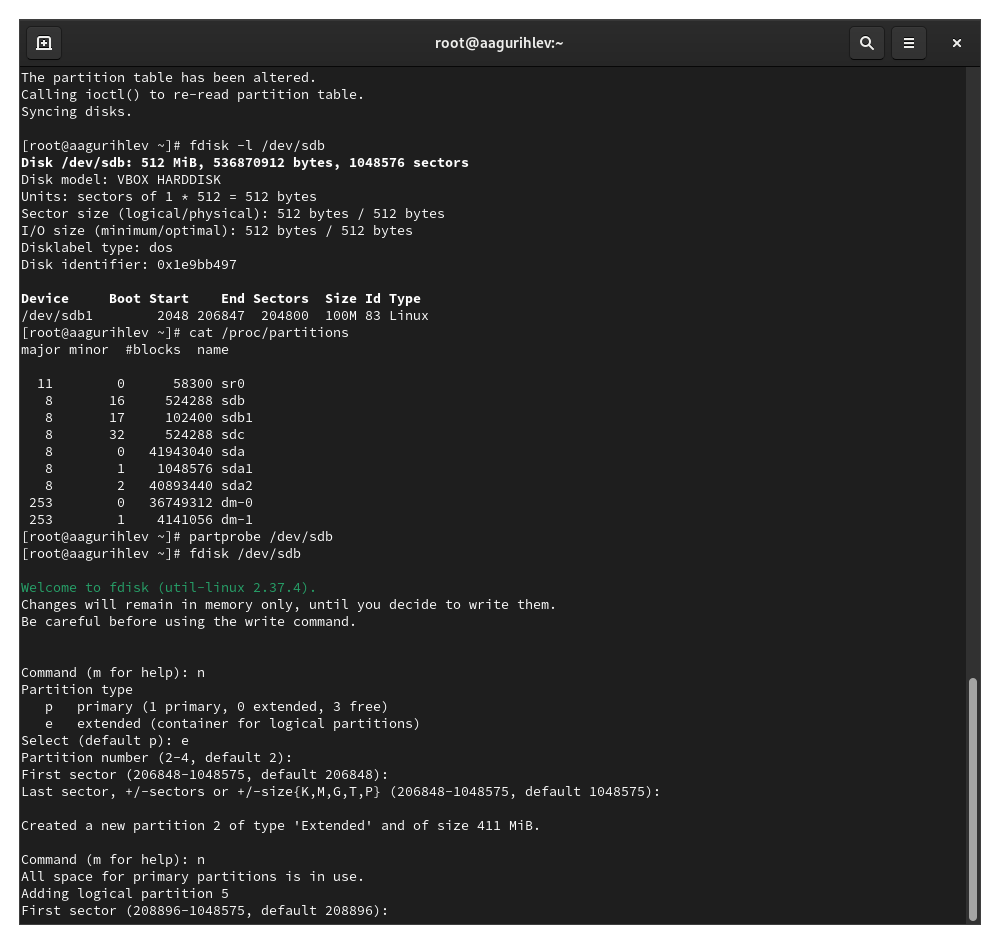 root@aagurihlev:~
The partition table has been altered.
Calling ioctl() to re-read partition table.
Syncing disks.
[root@aagurihlev ~]# fdisk -l /dev/sdb
Disk /dev/sdb: 512 MiB, 536870912 bytes, 1048576 sectors
Disk model: VBOX HARDDISK
Units: sectors of 1 * 512 = 512 bytes
Sector size (logical/physical): 512 bytes / 512 bytes
I/O size (minimum/optimal): 512 bytes / 512 bytes
Disklabel type: dos
Disk identifier: 0x1e9bb497
Device     Boot Start    End Sectors  Size Id Type
/dev/sdb1        2048 206847  204800  100M 83 Linux
[root@aagurihlev ~]# cat /proc/partitions
major minor  #blocks  name
  11        0      58300 sr0
   8       16     524288 sdb
   8       17     102400 sdb1
   8       32     524288 sdc
   8        0   41943040 sda
   8        1    1048576 sda1
   8        2   40893440 sda2
 253        0   36749312 dm-0
 253        1    4141056 dm-1
[root@aagurihlev ~]# partprobe /dev/sdb
[root@aagurihlev ~]# fdisk /dev/sdb
Welcome to fdisk (util-linux 2.37.4).
Changes will remain in memory only, until you decide to write them.
Be careful before using the write command.
Command (m for help): n
Partition type
   p   primary (1 primary, 0 extended, 3 free)
   e   extended (container for logical partitions)
Select (default p): e
Partition number (2-4, default 2):
First sector (206848-1048575, default 206848):
Last sector, +/-sectors or +/-size{K,M,G,T,P} (206848-1048575, default 1048575):
Created a new partition 2 of type 'Extended' and of size 411 MiB.
Command (m for help): n
All space for primary partitions is in use.
Adding logical partition 5
First sector (208896-1048575, default 208896):